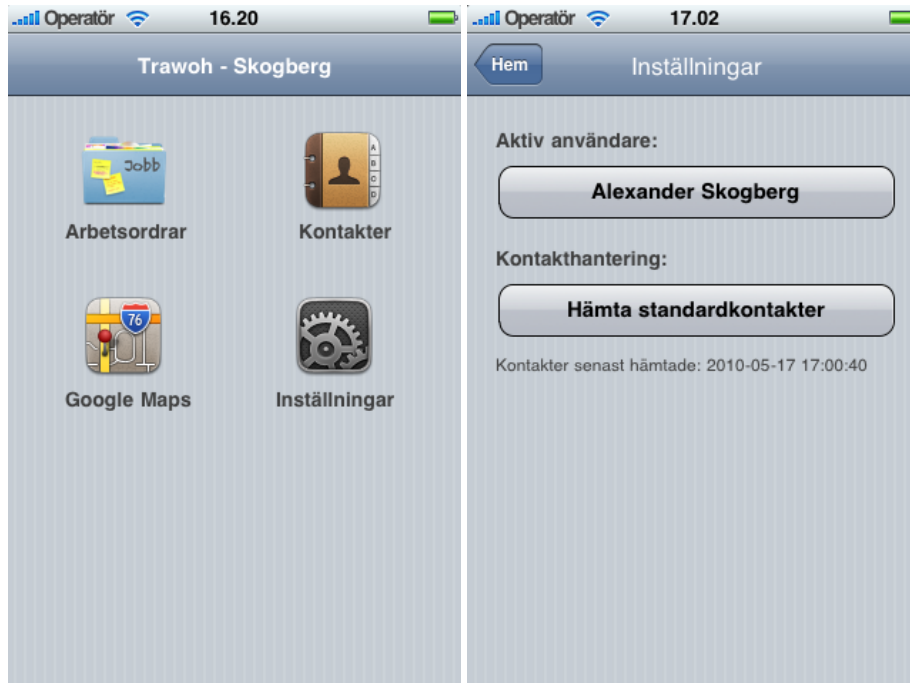 Operatör 16.20
Trawoh - Skogberg
Jobb
A
B
C
D
Arbetsordrar Kontakter
76
Google Maps Inställningar
Operatör 17.02
Hem Inställningar
Aktiv användare:
Alexander Skogberg
Kontakthantering:
Hämta standardkontakter
Kontakter senast hämtade: 2010-05-17 17:00:40